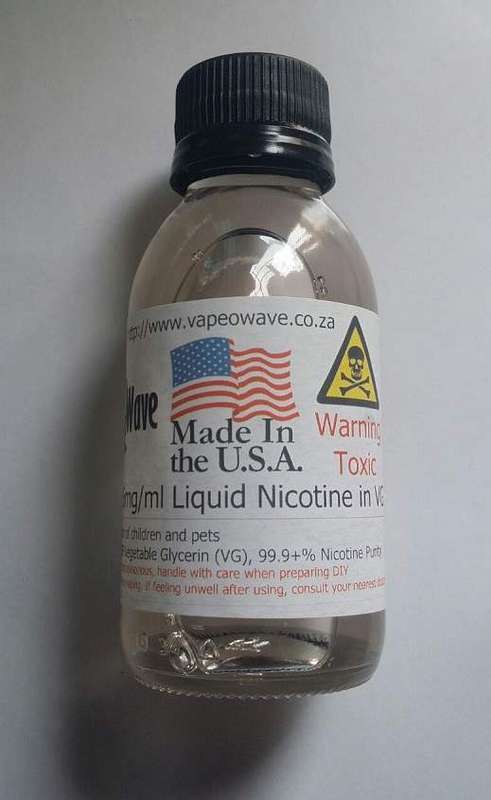 http://www.vapeowave.co.za
Wave
Made In
the U.S.A.
Warning
Toxic
mg/ml Liquid Nicotine in VG
of children and pets
Vegetable Glycerin (VG), 99.9+% Nicotine Purity
handle with care when preparing DIY
if feeling unwell after using, consult your nearest